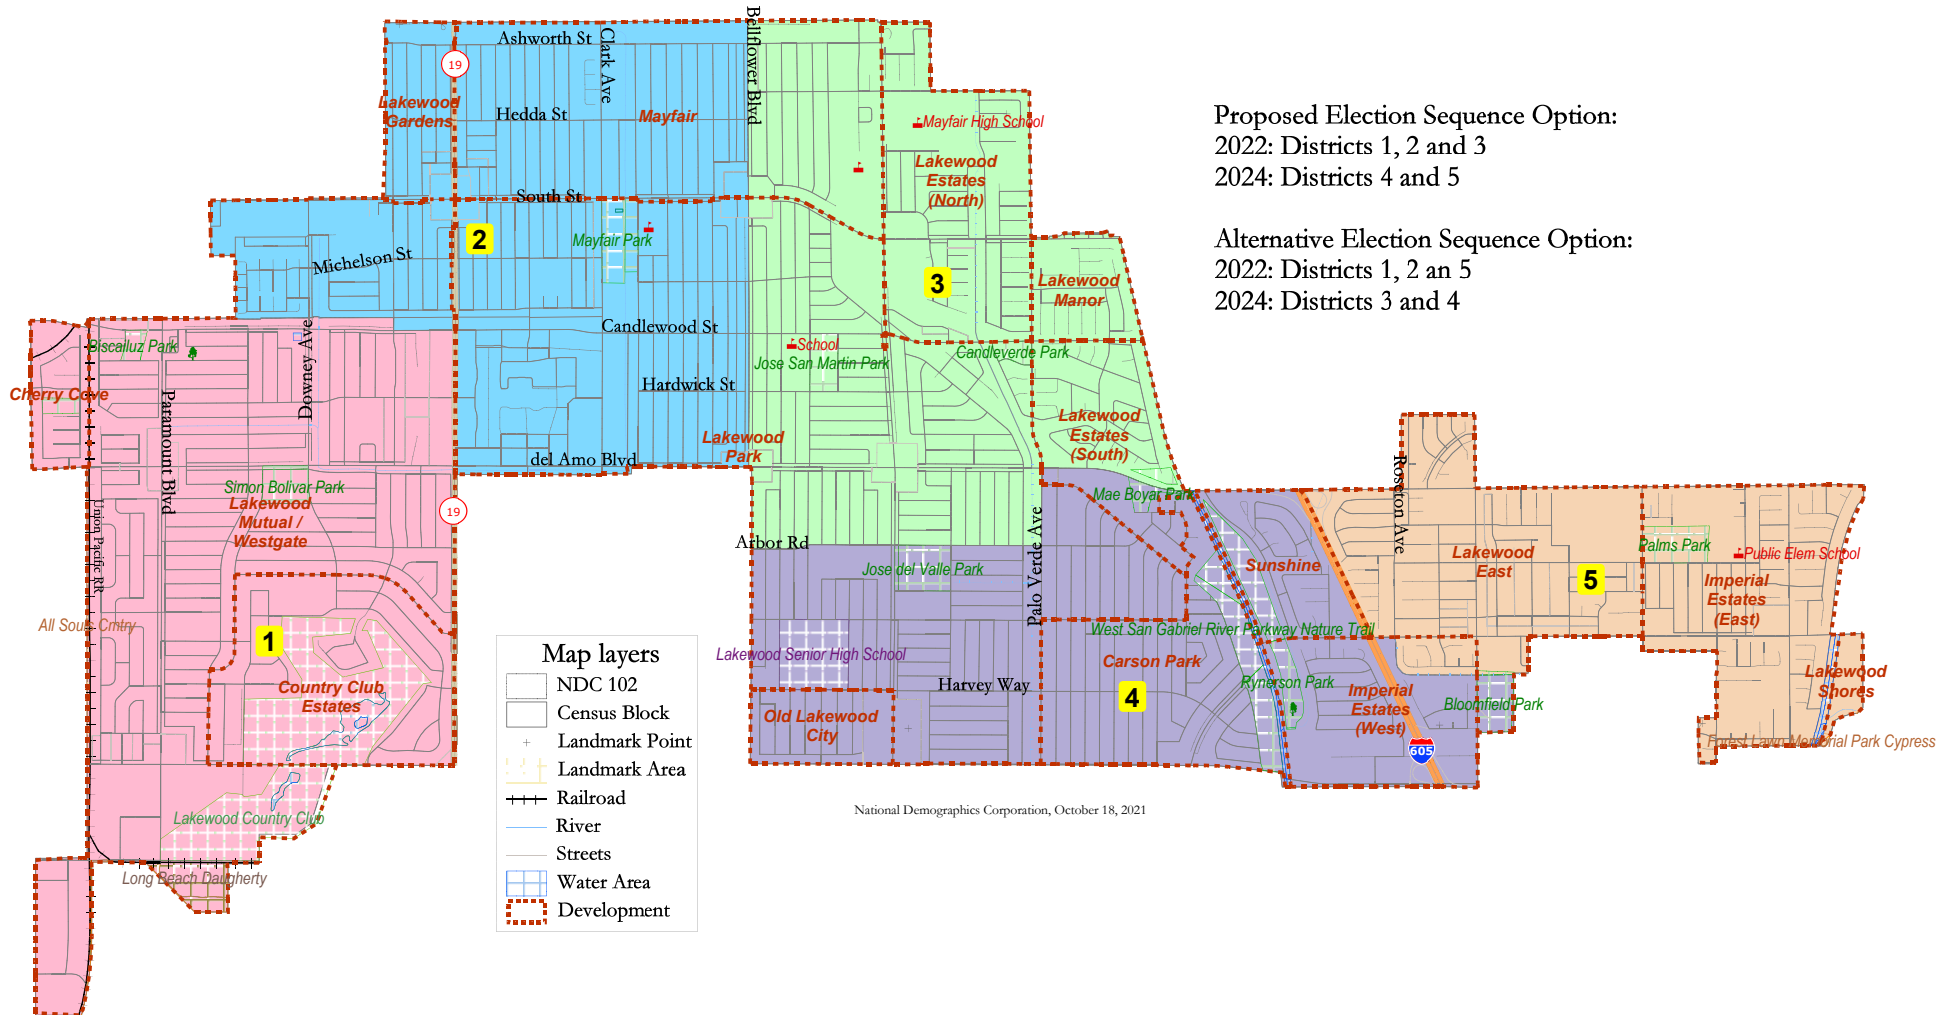 Proposed Election Sequence Option:
2022: Districts 1, 2 and 3
2024: Districts 4 and 5
Alternative Election Sequence Option:
2022: Districts 1, 2 an 5
2024: Districts 3 and 4
Ashworth St
Clark Ave
Bellflower Blvd
19
Lakewood
Gardens
Hedda St
Mayfair
Mayfair High School
Lakewood
Estates
(North)
South St
2
Mayfair Park
Michelson St
3
Lakewood
Manor
Candlewood St
School
Jose San Martin Park
Candleverde Park
Hardwick St
Biscailuz Park
Downey Ave
Cherry Cove
Paramount Blvd
Lakewood
Park
Lakewood
Estates
(South)
del Amo Blvd
Roseton Ave
Simon Bolivar Park
Lakewood
Mutual /
Westgate
Union Pacific RR
19
Mae Boyar Park
Arbor Rd
Palo Verde Ave
Jose del Valle Park
Sunshine
Lakewood
East
5
Palms Park
Public Elem School
Imperial
Estates
(East)
All Souls Cmtry
1
West San Gabriel River Parkway Nature Trail
Lakewood Senior High School
Carson Park
Country Club
Estates
Harvey Way
4
Rynerson Park
Imperial
Estates
(West)
Bloomfield Park
Lakewood
Shores
Old Lakewood
City
605
Forest Lawn Memorial Park Cypress
Lakewood Country Club
Long Beach Daugherty
Map layers
NDC 102
Census Block
Landmark Point
Landmark Area
Railroad
River
Streets
Water Area
Development
National Demographics Corporation, October 18, 2021